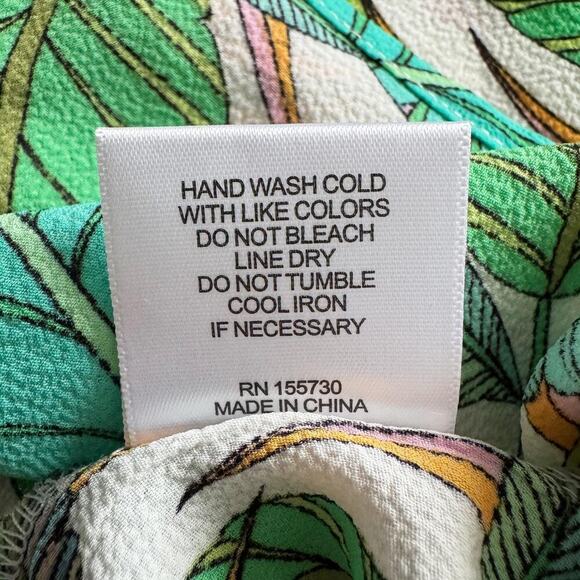 HAND WASH COLD
WITH LIKE COLORS
DO NOT BLEACH
LINE DRY
DO NOT TUMBLE
COOL IRON
IF NECESSARY
RN 155730
MADE IN CHINA